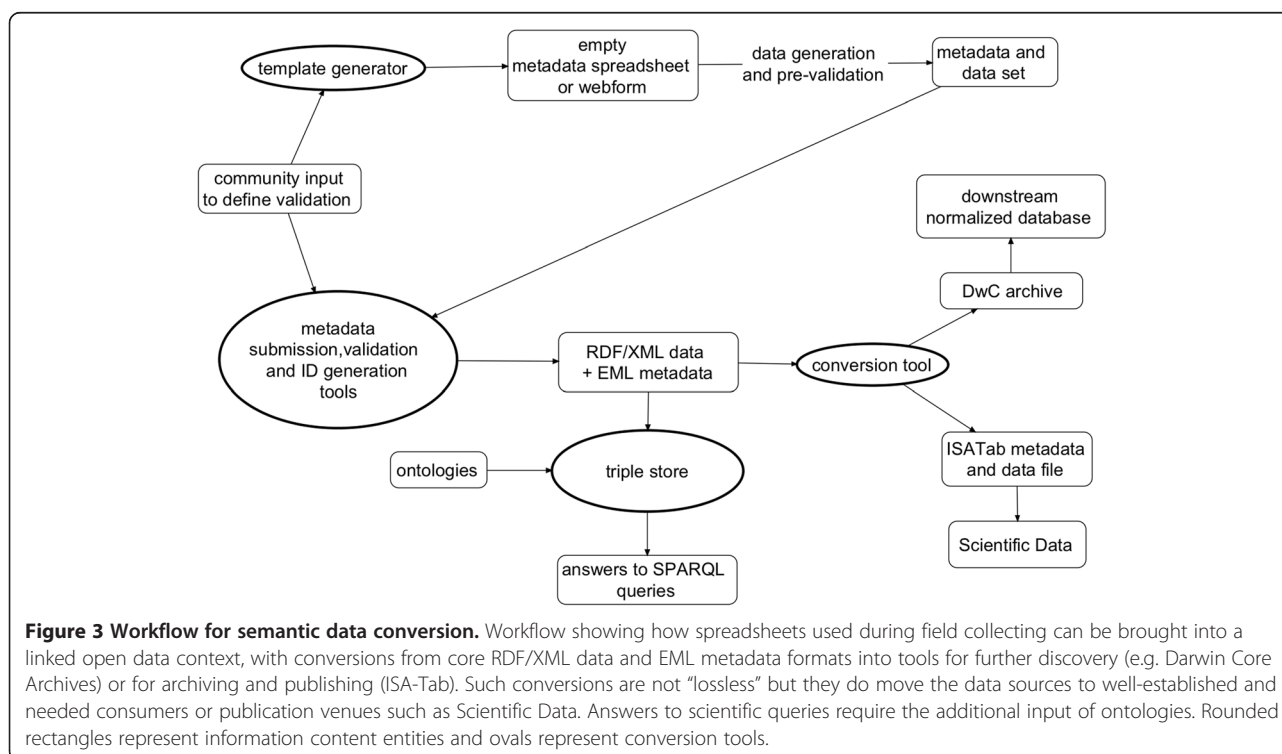 template generator
empty
metadata spreadsheet
or webform
data generation
and pre-validation
metadata and
data set
community input
to define validation
downstream
normalized database
DwC archive
metadata
submission,validation
and ID generation
tools
RDF/XML data
+ EML metadata
conversion tool
ontologies
triple store
ISATab metadata
and data file
answers to SPARQL
queries
Scientific Data
Figure 3 Workflow for semantic data conversion. Workflow showing how spreadsheets used during field collecting can be brought into a
linked open data context, with conversions from core RDF/XML data and EML metadata formats into tools for further discovery (e.g. Darwin Core
Archives) or for archiving and publishing (ISA-Tab). Such conversions are not “lossless” but they do move the data sources to well-established and
needed consumers or publication venues such as Scientific Data. Answers to scientific queries require the additional input of ontologies. Rounded
rectangles represent information content entities and ovals represent conversion tools.